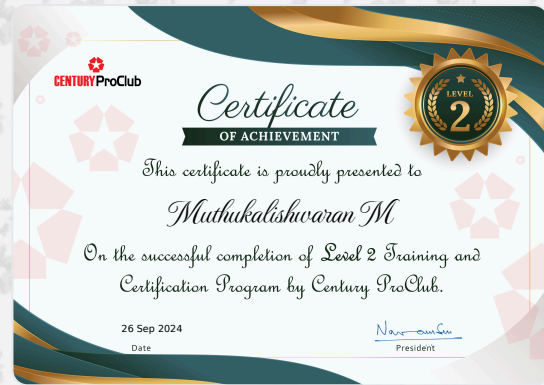 CENTURY ProClub
LEVEL
2
Certificate
OF ACHIEVEMENT
This certificate is proudly presented to
Muthukalishwaran M
On the successful completion of Level 2 Training and
Certification Program by Century ProClub.
26 Sep 2024
Date
President